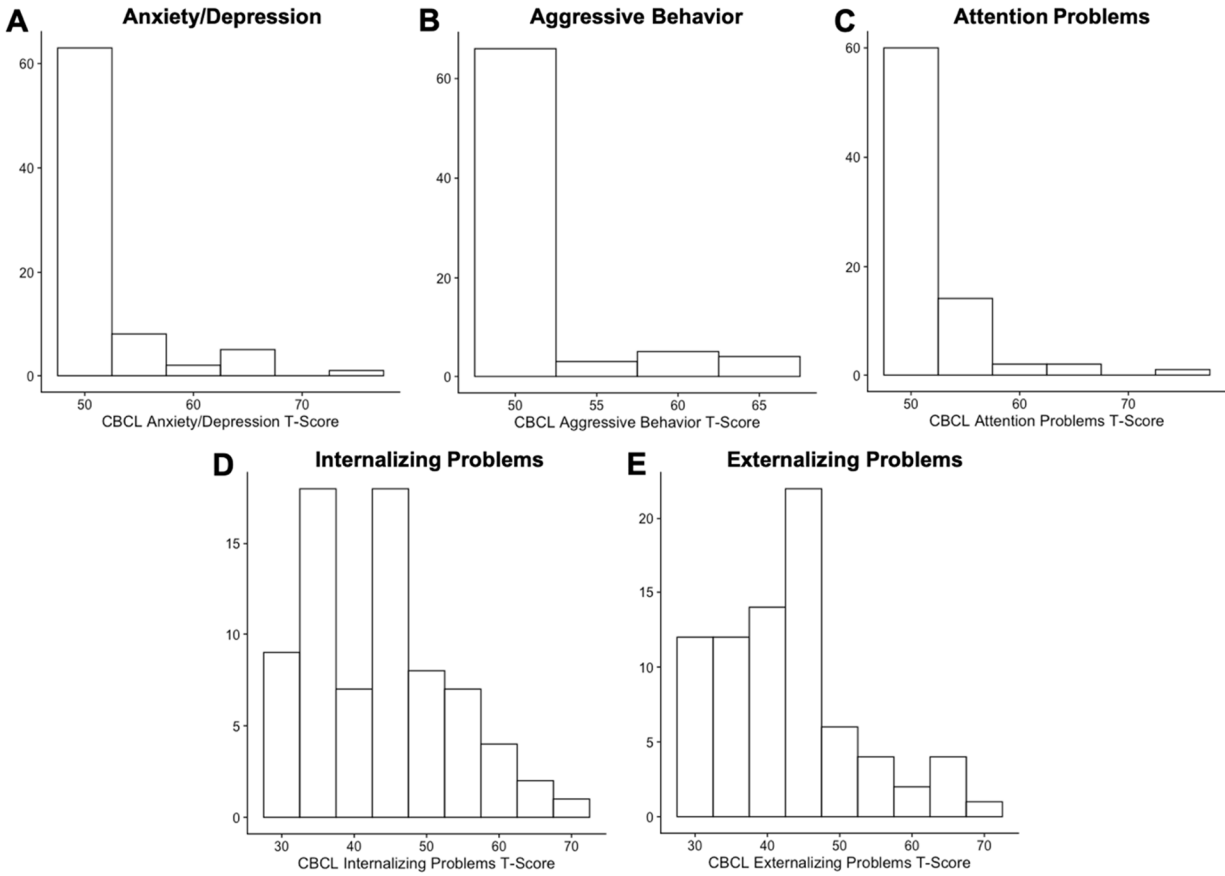 A Anxiety/Depression
60
40
20
0
50 60 70
CBCL Anxiety/Depression T-Score
B Aggressive Behavior
60
40
20
0
50 55 60 65
CBCL Aggressive Behavior T-Score
C Attention Problems
60
40
20
0
50 60 70
CBCL Attention Problems T-Score
D Internalizing Problems
15
10
5
0
30 40 50 60 70
CBCL Internalizing Problems T-Score
E Externalizing Problems
20
15
10
5
0
30 40 50 60 70
CBCL Externalizing Problems T-Score